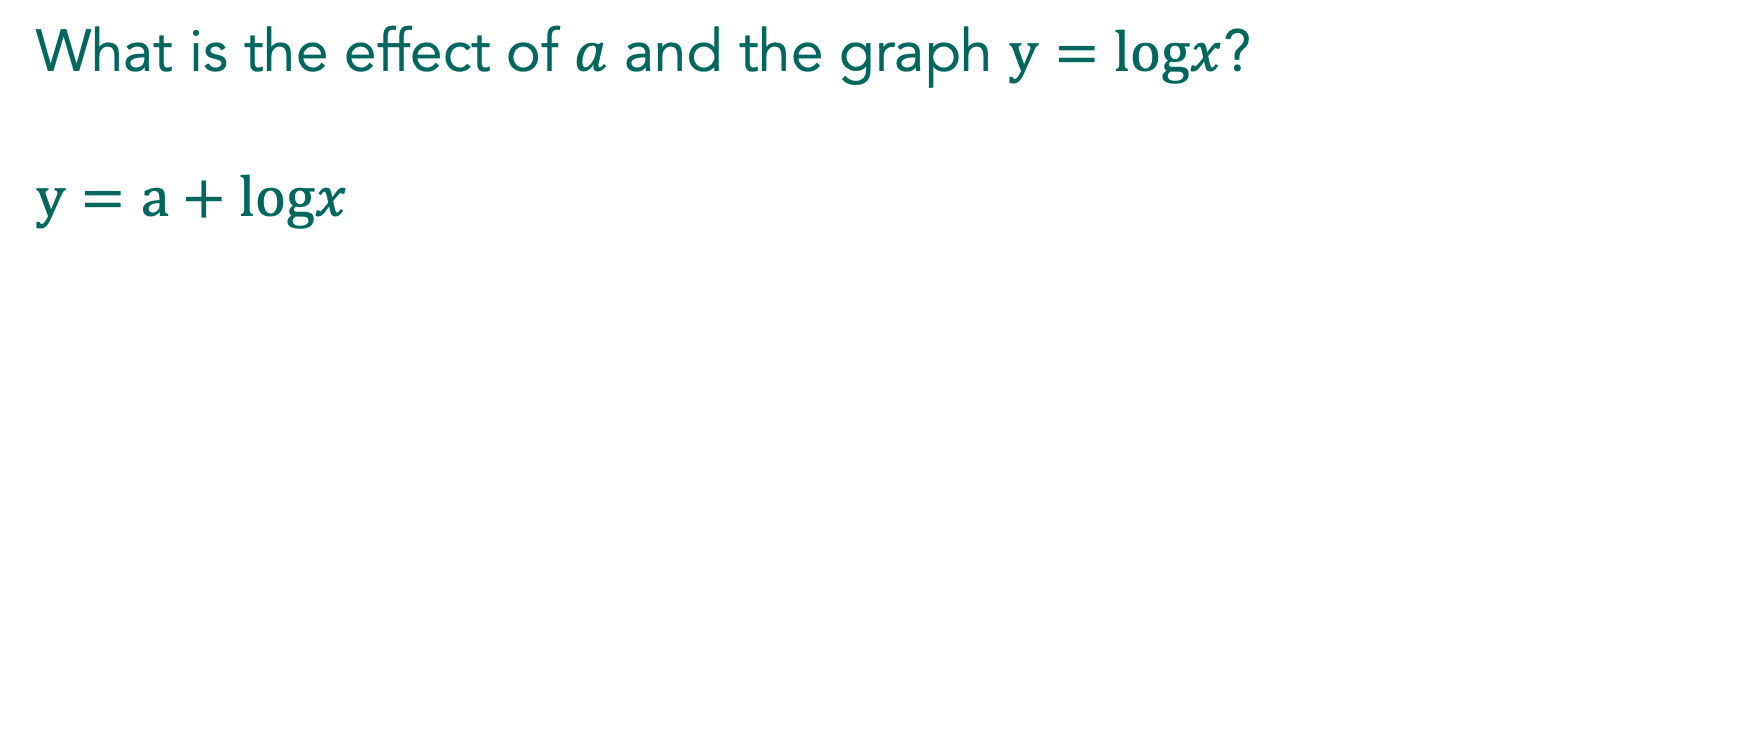 What is the effect of a and the graph y = logx?
y = a + logx